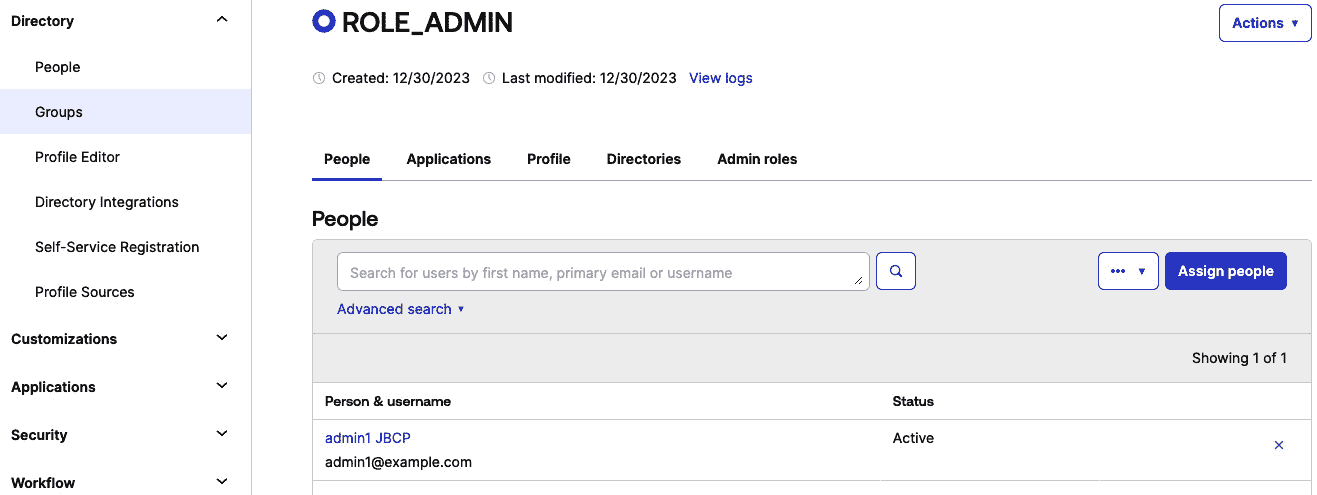 Directory
People
Groups
Profile Editor
Directory Integrations
Self-Service Registration
Profile Sources
Customizations
Applications
Security
Workflow
ROLE_ADMIN
Actions
Created: 12/30/2023 Last modified: 12/30/2023 View logs
People Applications Profile Directories Admin roles
People
Search for users by first name, primary email or username
Assign people
Advanced search
Showing 1 of 1
Person & username Status
admin1 JBCP Active
admin1@example.com